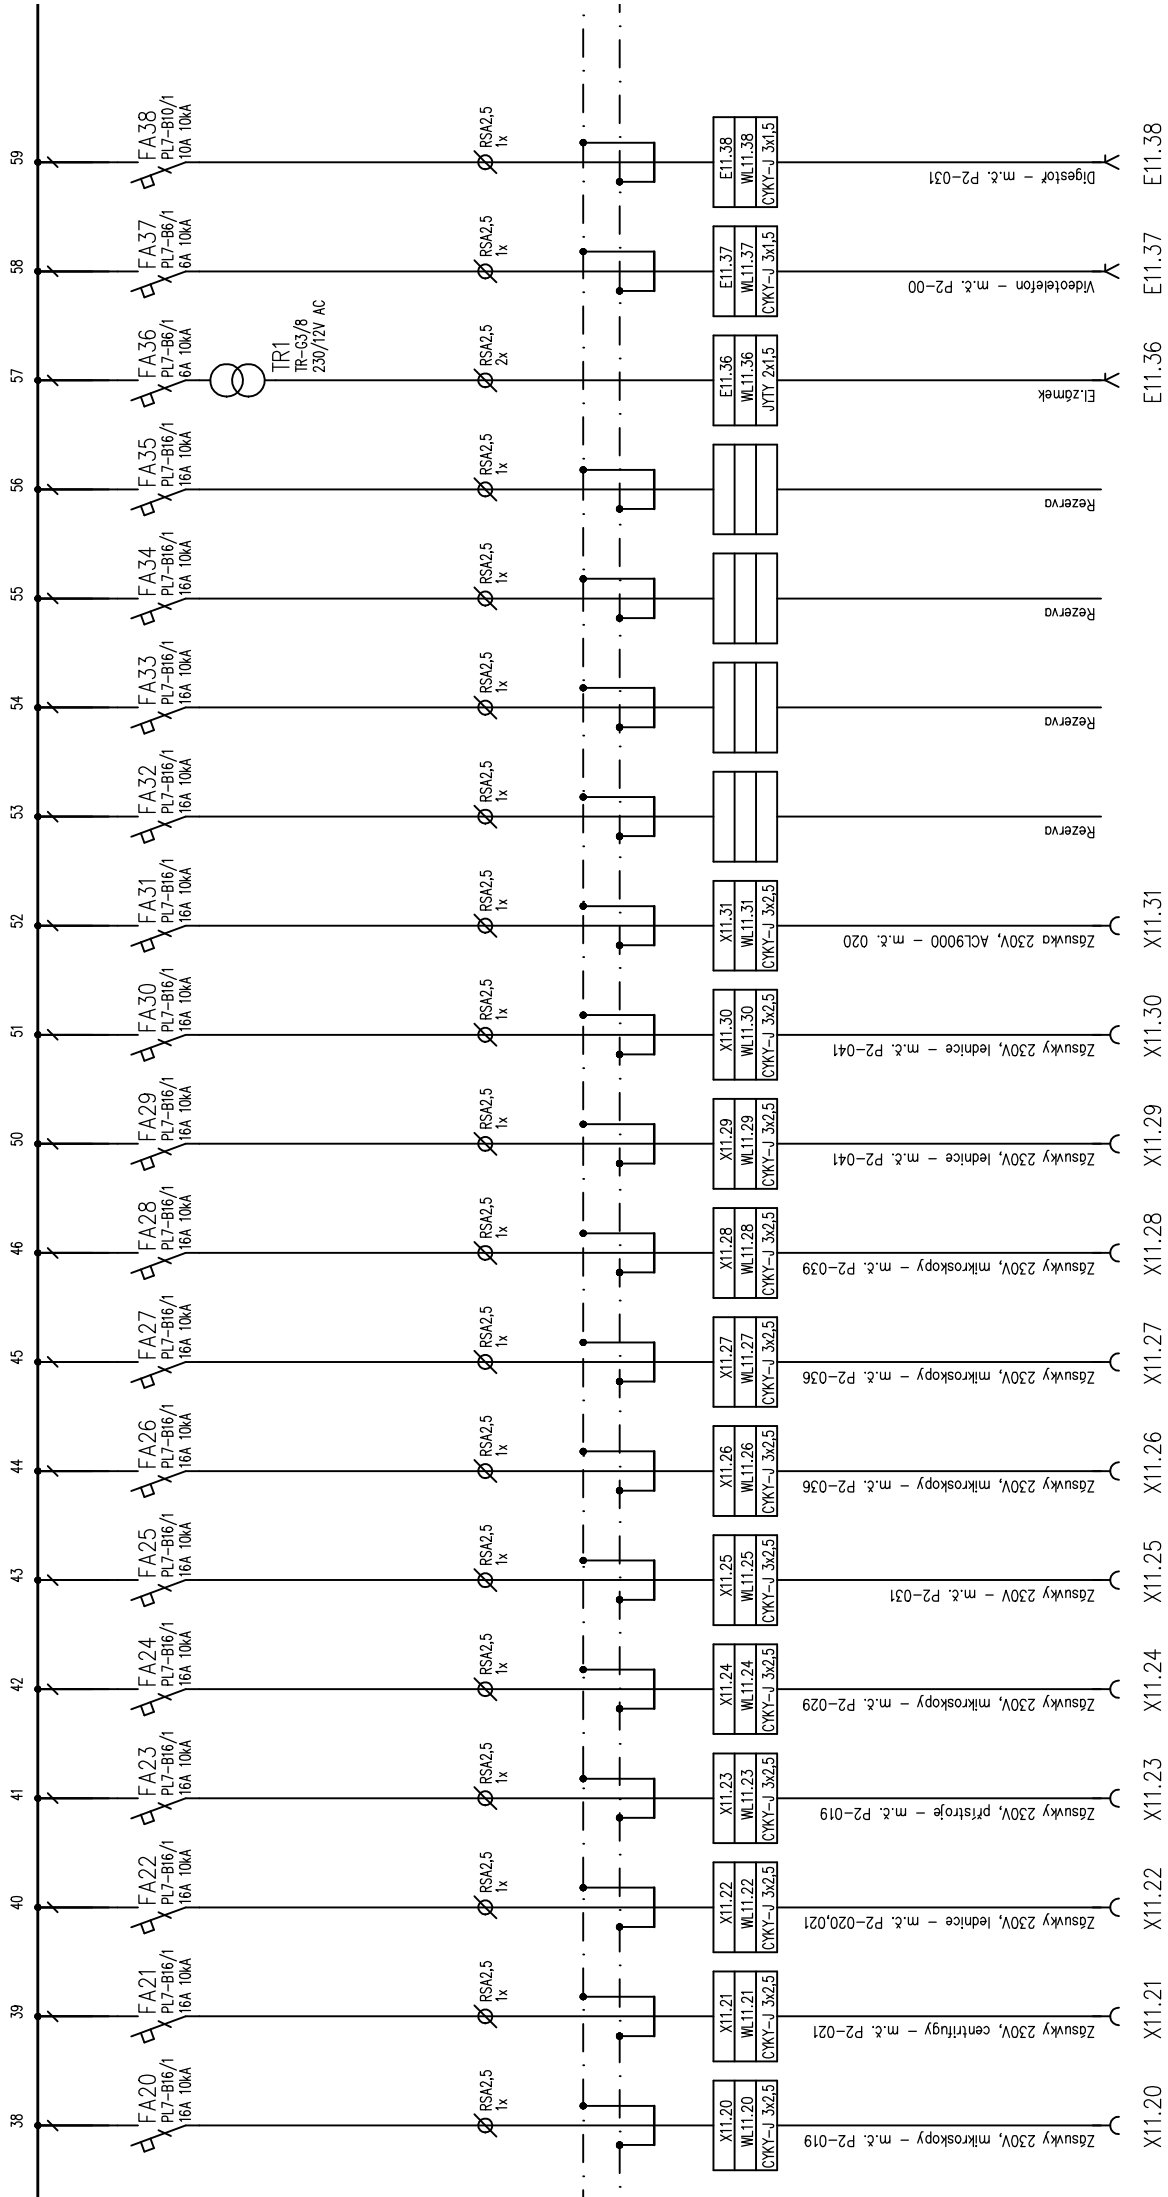 38
FA20
PL7-B16/1
16A 10kA
RSA2,5
1x
X11.20
WL11.20
CYKY-J 3x2,5
Zásuvky 230V, mikroskopy - m.č. P2-019
X11.20
39
FA21
PL7-B16/1
16A 10kA
RSA2,5
1x
X11.21
WL11.21
CYKY-J 3x2,5
Zásuvky 230V, centrifugy - m.č. P2-021
X11.21
40
FA22
PL7-B16/1
16A 10kA
RSA2,5
1x
X11.22
WL11.22
CYKY-J 3x2,5
Zásuvky 230V, lednice - m.č. P2-020,021
X11.22
41
FA23
PL7-B16/1
16A 10kA
RSA2,5
1x
X11.23
WL11.23
CYKY-J 3x2,5
Zásuvky 230V, přístroje - m.č. P2-019
X11.23
42
FA24
PL7-B16/1
16A 10kA
RSA2,5
1x
X11.24
WL11.24
CYKY-J 3x2,5
Zásuvky 230V, mikroskopy - m.č. P2-029
X11.24
43
FA25
PL7-B16/1
16A 10kA
RSA2,5
1x
X11.25
WL11.25
CYKY-J 3x2,5
Zásuvky 230V - m.č. P2-031
X11.25
44
FA26
PL7-B16/1
16A 10kA
RSA2,5
1x
X11.26
WL11.26
CYKY-J 3x2,5
Zásuvky 230V, mikroskopy - m.č. P2-036
X11.26
45
FA27
PL7-B16/1
16A 10kA
RSA2,5
1x
X11.27
WL11.27
CYKY-J 3x2,5
Zásuvky 230V, mikroskopy - m.č. P2-036
X11.27
46
FA28
PL7-B16/1
16A 10kA
RSA2,5
1x
X11.28
WL11.28
CYKY-J 3x2,5
Zásuvky 230V, mikroskopy - m.č. P2-039
X11.28
50
FA29
PL7-B16/1
16A 10kA
RSA2,5
1x
X11.29
WL11.29
CYKY-J 3x2,5
Zásuvky 230V, lednice - m.č. P2-041
X11.29
51
FA30
PL7-B16/1
16A 10kA
RSA2,5
1x
X11.30
WL11.30
CYKY-J 3x2,5
Zásuvky 230V, lednice - m.č. P2-041
X11.30
52
FA31
PL7-B16/1
16A 10kA
RSA2,5
1x
X11.31
WL11.31
CYKY-J 3x2,5
Zásuvka 230V, ACL9000 - m.č. 020
X11.31
53
FA32
PL7-B16/1
16A 10kA
RSA2,5
1x
Rezerva
54
FA33
PL7-B16/1
16A 10kA
RSA2,5
1x
Rezerva
55
FA34
PL7-B16/1
16A 10kA
RSA2,5
1x
Rezerva
56
FA35
PL7-B16/1
16A 10kA
RSA2,5
1x
Rezerva
57
FA36
PL7-B6/1
6A 10kA
TR1
TR-G3/8
230/12V AC
RSA2,5
2x
E11.36
WL11.36
JYTY 2x1,5
El.zámek
E11.36
58
FA37
PL7-B6/1
6A 10kA
RSA2,5
1x
E11.37
WL11.37
CYKY-J 3x1,5
Videotelefon - m.č. P2-00
E11.37
59
FA38
PL7-B10/1
10A 10kA
RSA2,5
1x
E11.38
WL11.38
CYKY-J 3x1,5
Digestoř - m.č. P2-031
E11.38